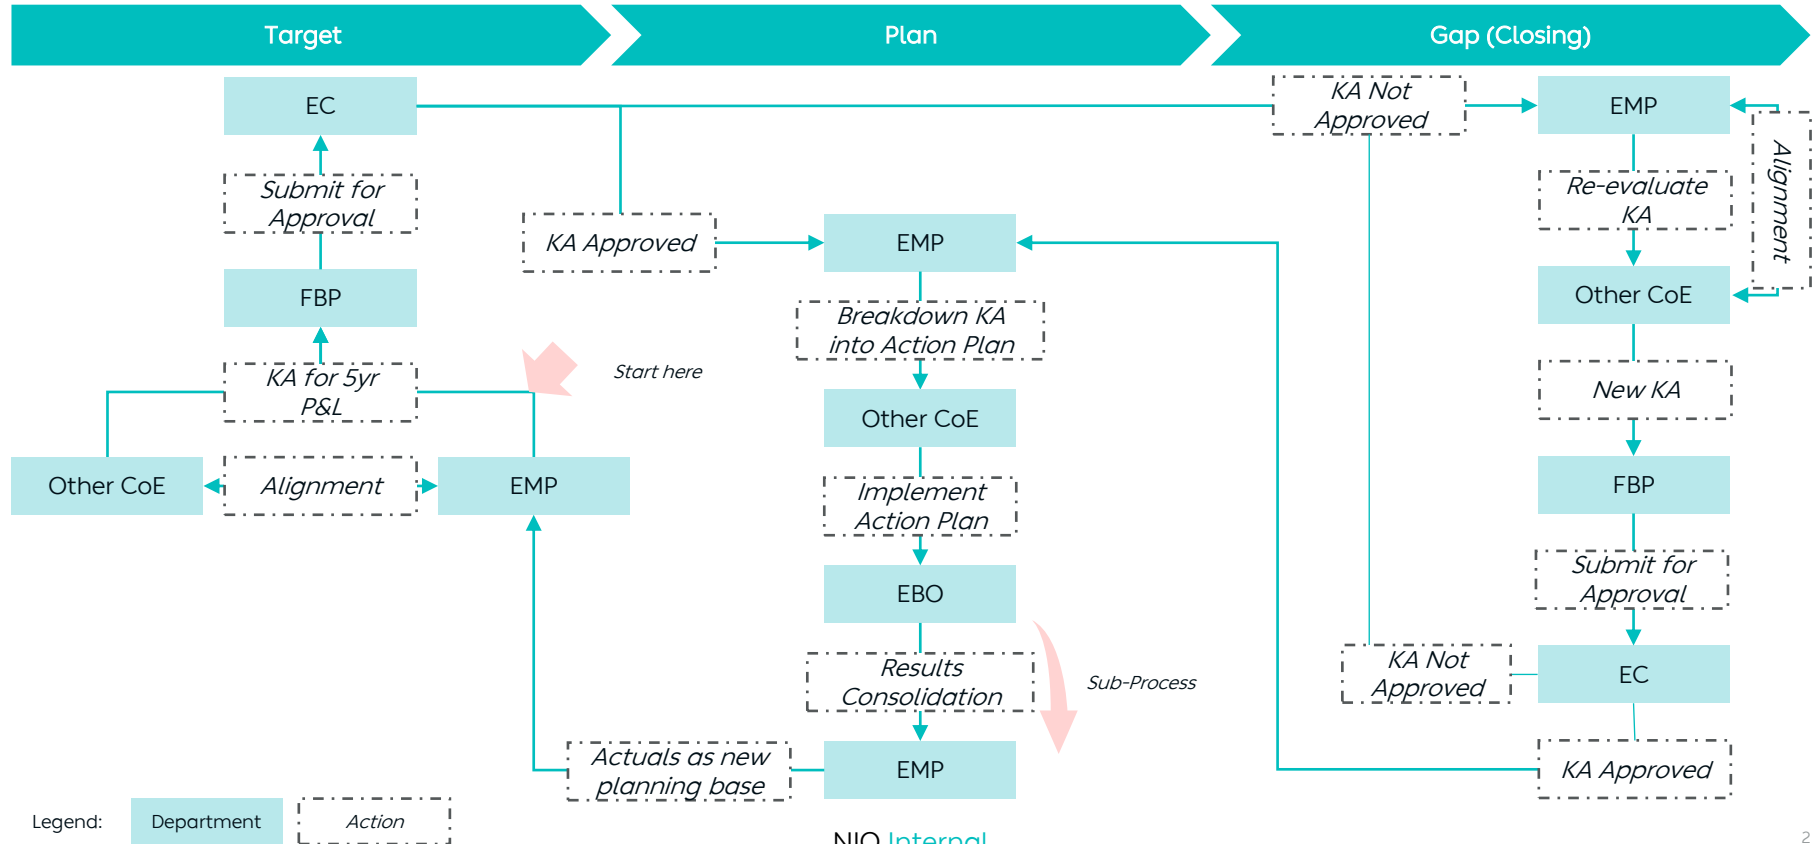 Target
Plan
Gap (Closing)
EC
Submit for
Approval
FBP
KA for 5yr
P&L
Start here
Other CoE
Alignment
EMP
KA Approved
EMP
Breakdown KA
into Action Plan
Other CoE
Implement
Action Plan
EBO
Results
Consolidation
Sub-Process
EMP
Actuals as new
planning base
KA Not
Approved
EMP
Alignment
Re-evaluate
KA
Other CoE
New KA
FBP
Submit for
Approval
KA Not
Approved
EC
KA Approved
Legend:
Department
Action
NIO Internal
2